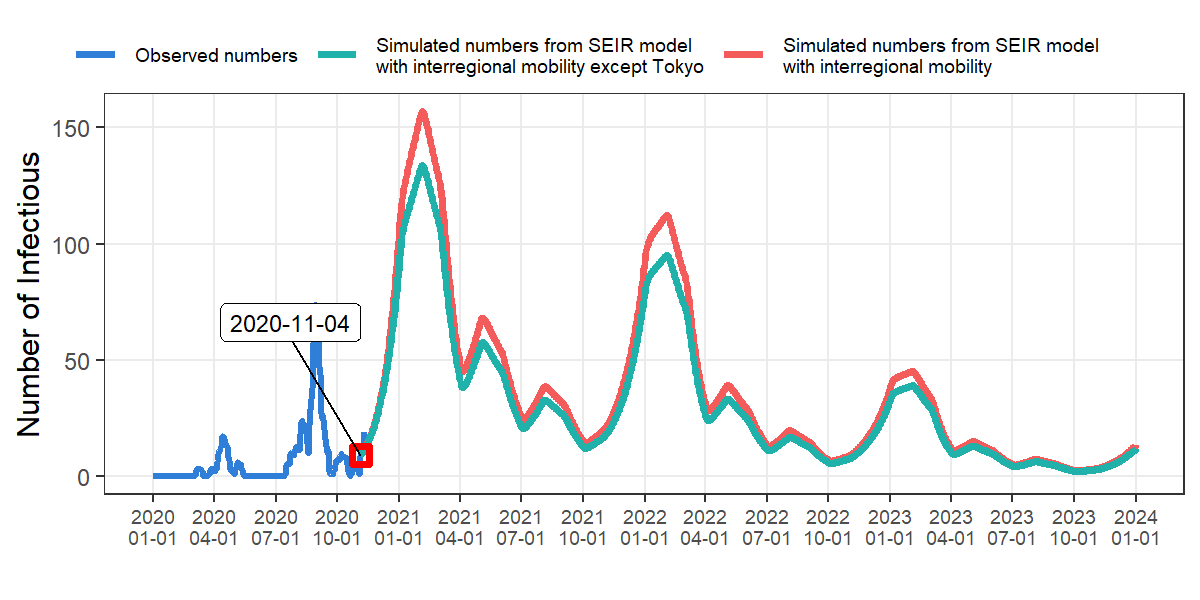 Observed numbers
Simulated numbers from SEIR model
with interregional mobility except Tokyo
Simulated numbers from SEIR model
with interregional mobility
Number of Infectious
150
100
50
0
2020-11-04
2020 2020 2020 2020 2021 2021 2021 2021 2022 2022 2022 2022 2023 2023 2023 2023 2024
01-01 04-01 07-01 10-01 01-01 04-01 07-01 10-01 01-01 04-01 07-01 10-01 01-01 04-01 07-01 10-01 01-01